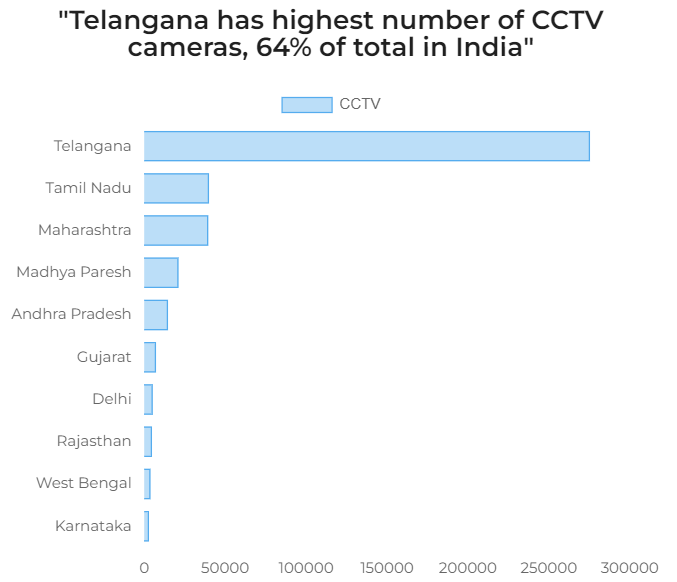 "Telangana has highest number of CCTV
cameras, 64% of total in India"
CCTV
Telangana
Tamil Nadu
Maharashtra
Madhya Paresh
Andhra Pradesh
Gujarat
Delhi
Rajasthan
West Bengal
Karnataka
0 50000 100000 150000 200000 250000 300000